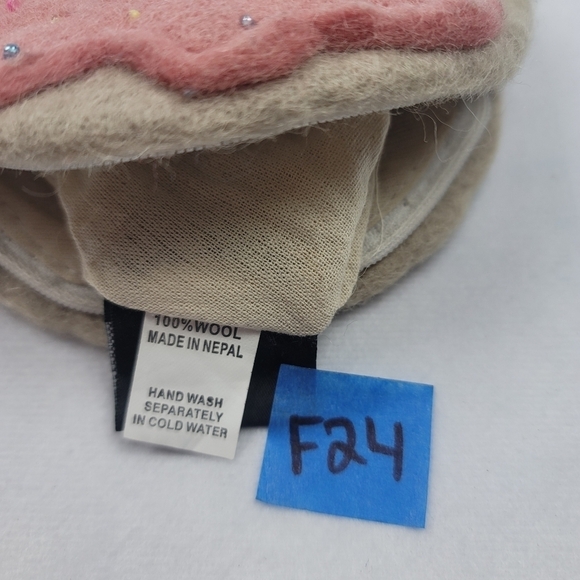 100% WOOL
MADE IN NEPAL
HAND WASH
SEPARATELY
IN COLD WATER
F24